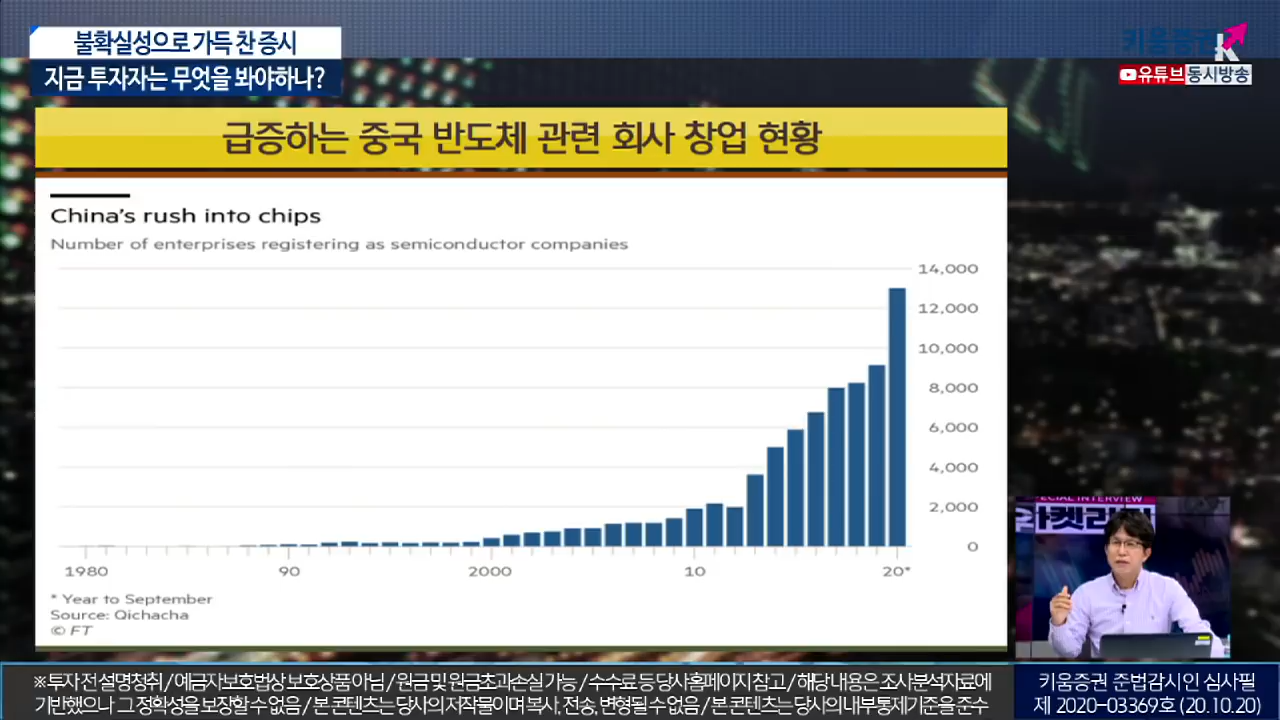 불확실성으로 가득 찬 증시
지금 투자자는 무엇을 봐야하나?
키움증권
유튜브동시방송
급증하는 중국 반도체 관련 회사 창업 현황
China's rush into chips
Number of enterprises registering as semiconductor companies
14,000
12,000
10,000
8,000
6,000
4,000
2,000
0
1980 90 2000 10 20*
* Year to September
Source: Qichacha
© FT
INTERVIEW
※ 투자 전 설명청취 / 예금자보호법상 보호상품 아님 / 원금 및 원금초과손실 가능 / 수수료 등 당사홈페이지 참고 / 해당 내용은 조사분석자료에
기반했으나 그 정확성을 보장할 수 없음 / 본 콘텐츠는 당사의 저작물이며 복사, 전송, 변형될 수 없음 / 본 콘텐츠는 당사의 내부통제기준을 준수
키움증권 준법감시인 심사필
제 2020-03369호 (20.10.20)